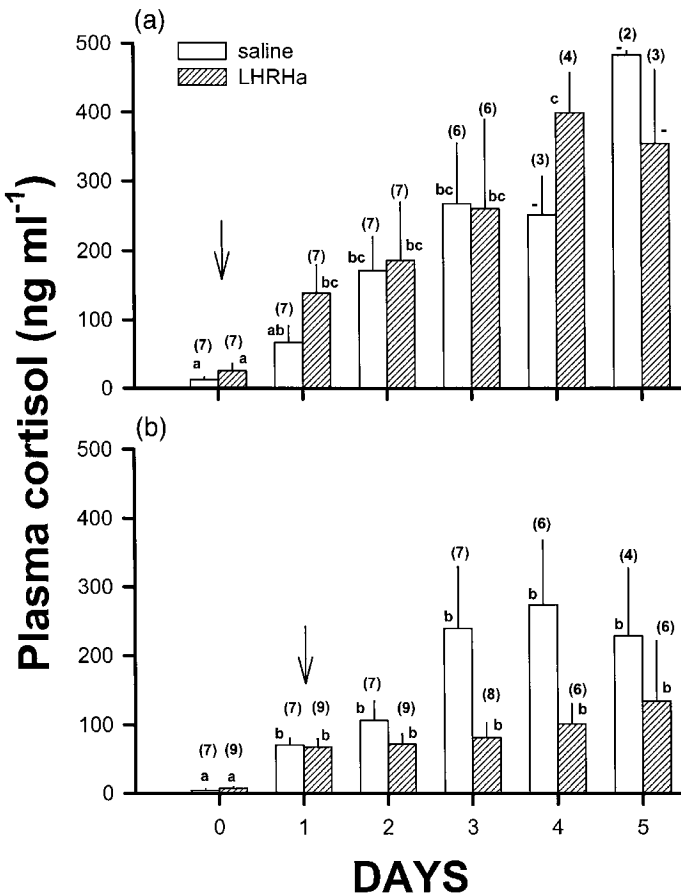 (a)
saline
LHRHa
Plasma cortisol (ng ml⁻¹)
500
400
300
200
100
0
(7)
a
(7)
a
(7)
ab
(7)
bc
(7)
bc
(7)
bc
(6)
bc
(6)
bc
(3)
-
(4)
c
(2)
-
(3)
-
(b)
500
400
300
200
100
0
(7)
a
(9)
a
(7)
b
(9)
b
(7)
b
(9)
b
(7)
b
(8)
b
(6)
b
(6)
b
(4)
b
(6)
b
0 1 2 3 4 5
DAYS